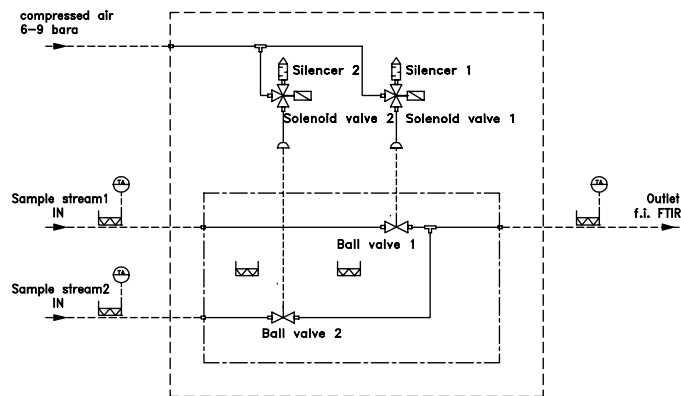 compressed air
6-9 bara
Silencer 2
Silencer 1
Solenoid valve 2
Solenoid valve 1
TA
TA
Sample stream1
IN
Outlet
f.i. FTIR
Ball valve 1
TA
Sample stream2
IN
Ball valve 2